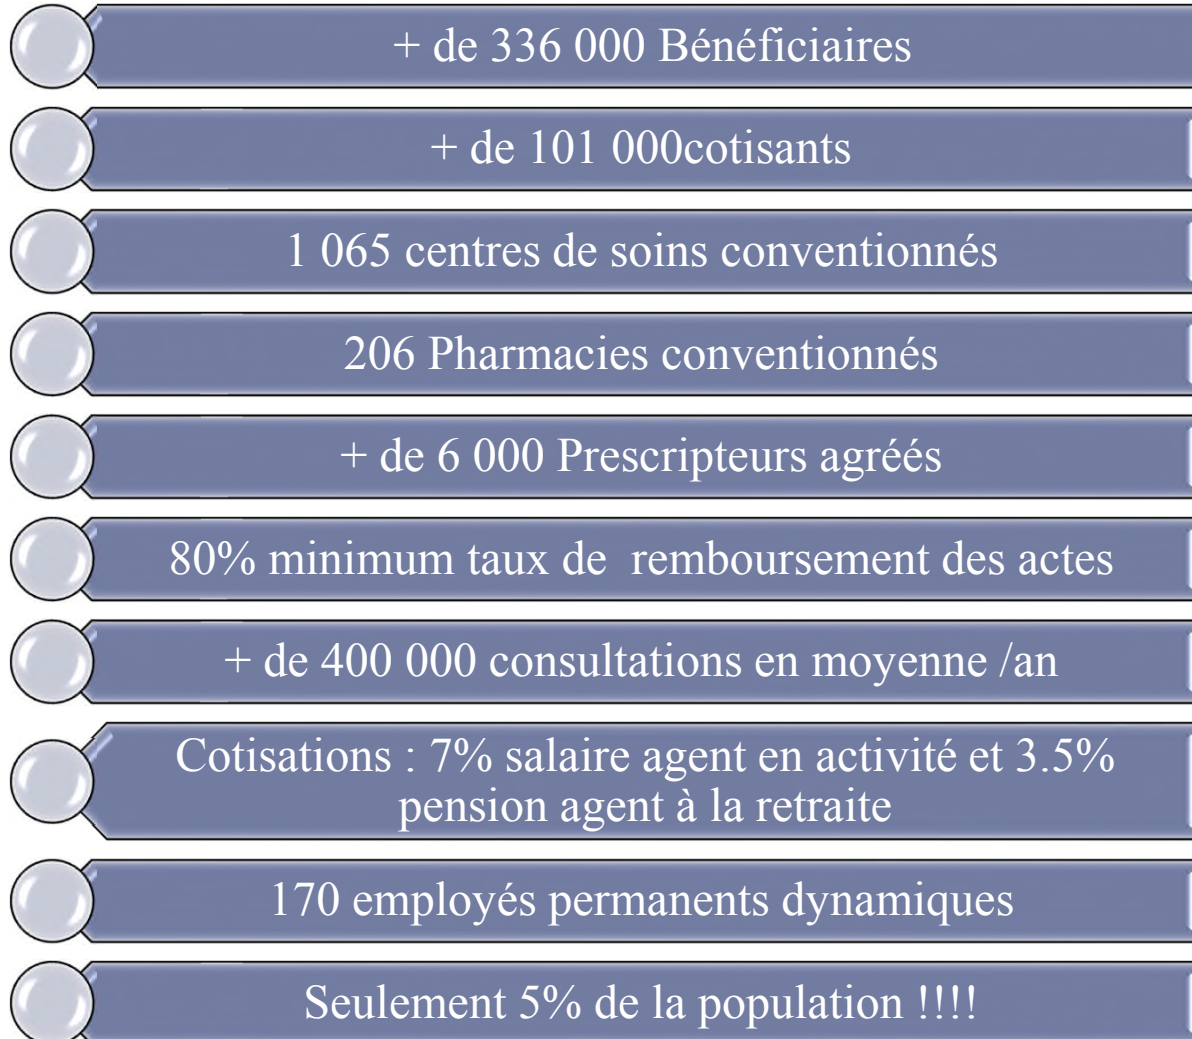 + de 336 000 Bénéficiaires
+ de 101 000cotisants
1 065 centres de soins conventionnés
206 Pharmacies conventionnés
+ de 6 000 Prescripteurs agréés
80% minimum taux de  remboursement des actes
+ de 400 000 consultations en moyenne /an
Cotisations : 7% salaire agent en activité et 3.5%
pension agent à la retraite
170 employés permanents dynamiques
Seulement 5% de la population !!!!